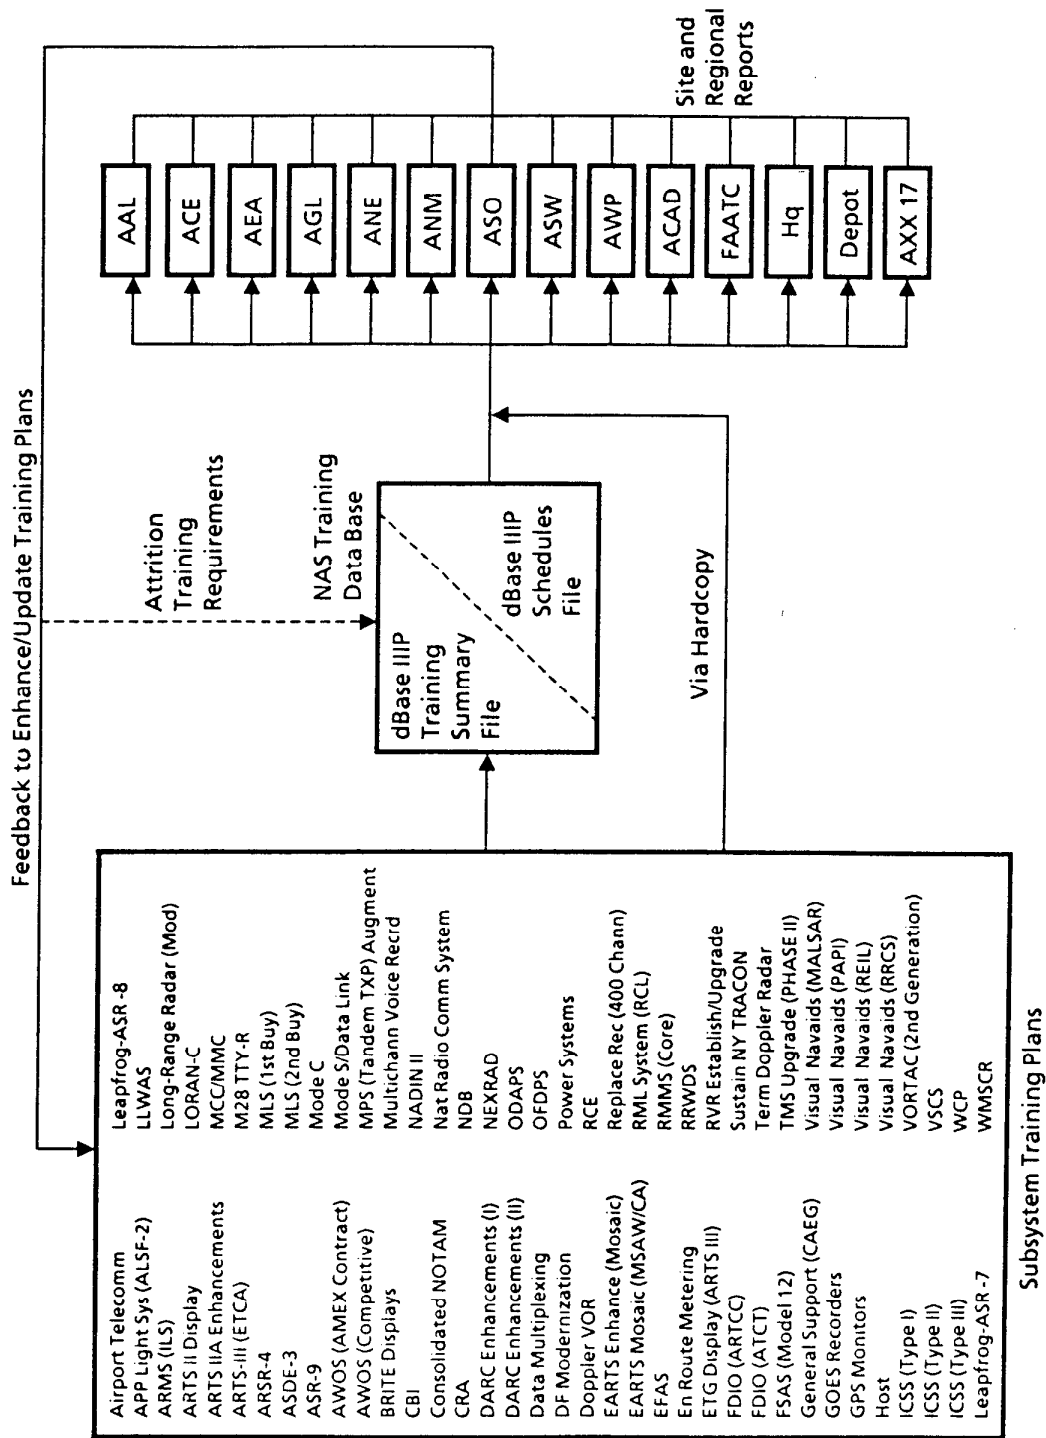 Feedback to Enhance/Update Training Plans
Airport Telecomm
APP Light Sys (ALSF-2)
ARMS (ILS)
ARTS II Display
ARTS IIA Enhancements
ARTS-III (ETCA)
ARSR-4
ASDE-3
ASR-9
AWOS (AMEX Contract)
AWOS (Competitive)
BRITE Displays
CBI
Consolidated NOTAM
CRA
DARC Enhancements (I)
DARC Enhancements (II)
Data Multiplexing
DF Modernization
Doppler VOR
EARTS Enhance (Mosaic)
EARTS Mosaic (MSAW/CA)
EFAS
En Route Metering
ETG Display (ARTS III)
FDIO (ARTCC)
FDIO (ATCT)
FSAS (Model 12)
General Support (CAEG)
GOES Recorders
GPS Monitors
Host
ICSS (Type I)
ICSS (Type II)
ICSS (Type III)
Leapfrog-ASR-7
Leapfrog-ASR-8
LLWAS
Long-Range Radar (Mod)
LORAN-C
MCC/MMC
M28 TTY-R
MLS (1st Buy)
MLS (2nd Buy)
Mode C
Mode S/Data Link
MPS (Tandem TXP) Augment
Multichann Voice Recrd
NADIN II
Nat Radio Comm System
NDB
NEXRAD
ODAPS
OFDPS
Power Systems
RCE
Replace Rec (400 Chann)
RML System (RCL)
RMMS (Core)
RRWDS
RVR Establish/Upgrade
Sustain NY TRACON
Term Doppler Radar
TMS Upgrade (PHASE II)
Visual Navaids (MALSAR)
Visual Navaids (PAPI)
Visual Navaids (REIL)
Visual Navaids (RRCS)
VORTAC (2nd Generation)
VSCS
WCP
WMSCR
Subsystem Training Plans
Attrition
Training
Requirements
NAS Training
Data Base
dBase IIIP
Training
Summary
File
dBase IIIP
Schedules
File
Via Hardcopy
AAL
ACE
AEA
AGL
ANE
ANM
ASO
ASW
AWP
ACAD
FAATC
Hq
Depot
AXX 17
Site and
Regional
Reports